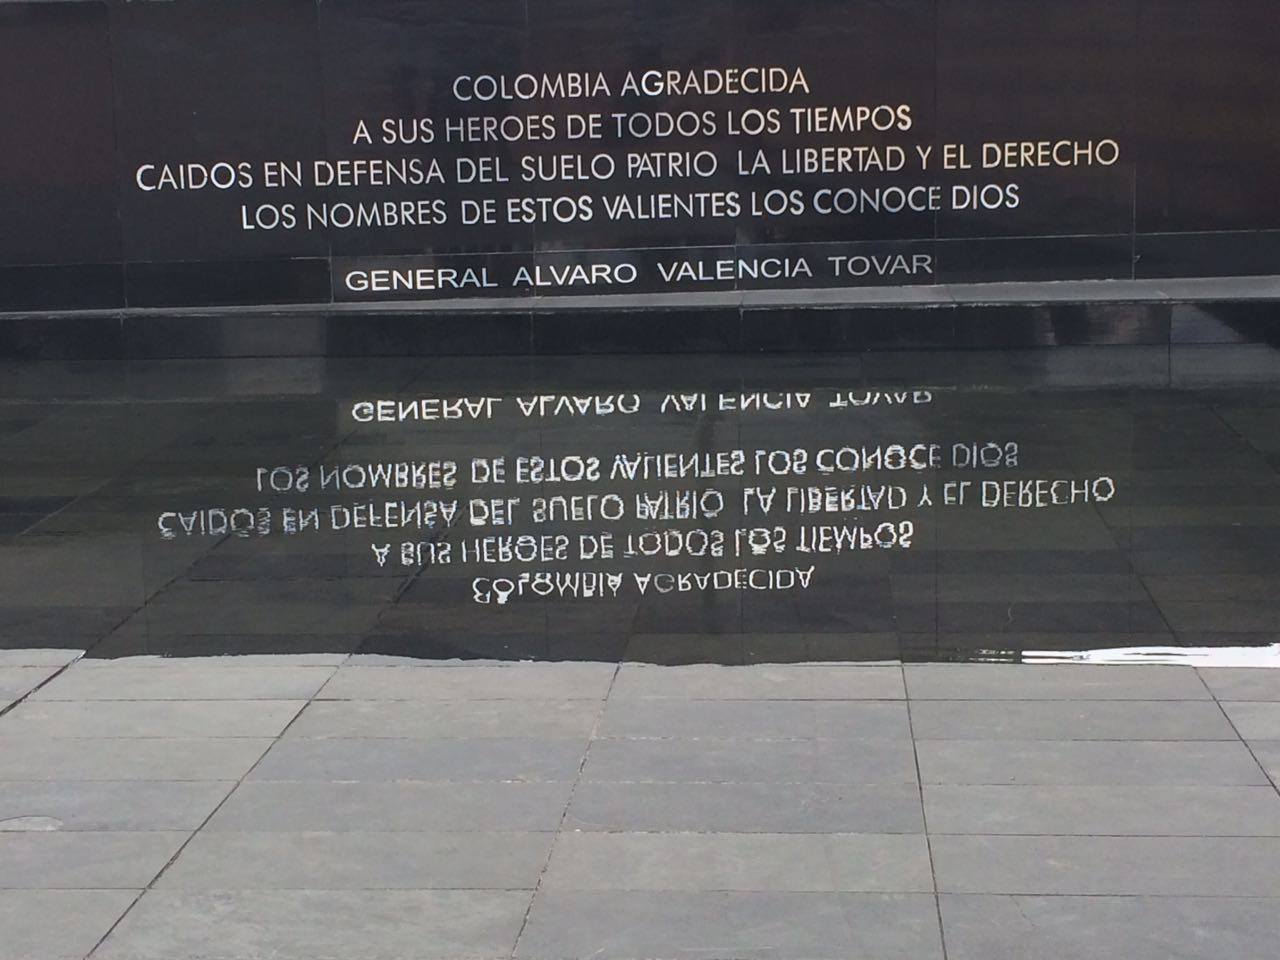 COLOMBIA AGRADECIDA
A SUS HEROES DE TODOS LOS TIEMPOS
CAIDOS EN DEFENSA DEL SUELO PATRIO LA LIBERTAD Y EL DERECHO
LOS NOMBRES DE ESTOS VALIENTES LOS CONOCE DIOS
GENERAL ALVARO VALENCIA TOVAR